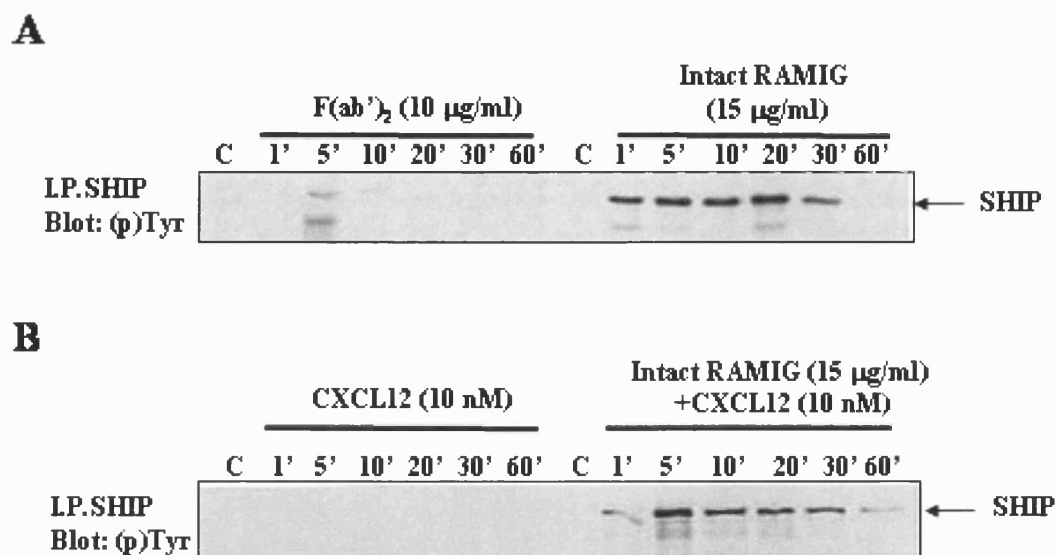 A
F(ab')₂ (10 µg/ml)
Intact RAMIG
(15 µg/ml)
C 1' 5' 10' 20' 30' 60' C 1' 5' 10' 20' 30' 60'
I.P.SHIP
Blot: (p)Tyr
SHIP
B
CXCL12 (10 nM)
Intact RAMIG (15 µg/ml)
+CXCL12 (10 nM)
C 1' 5' 10' 20' 30' 60' C 1' 5' 10' 20' 30' 60'
I.P.SHIP
Blot: (p)Tyr
SHIP